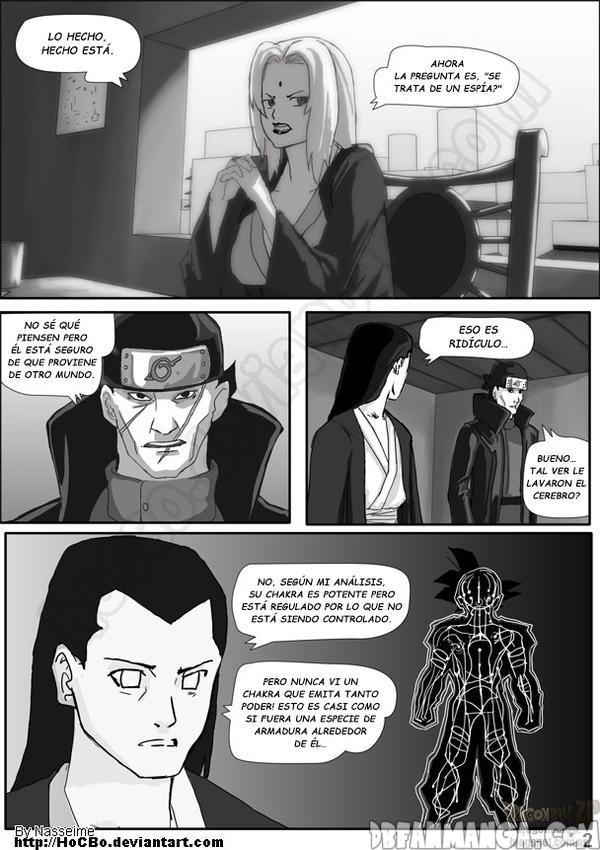 LO HECHO,
HECHO ESTÁ.
AHORA
LA PREGUNTA ES, "SE
TRATA DE UN ESPÍA?"
NO SÉ QUÉ
PIENSEN PERO
ÉL ESTÁ SEGURO
DE QUE PROVIENE
DE OTRO MUNDO.
ESO ES
RIDÍCULO...
BUENO...
TAL VER LE
LAVARON EL
CEREBRO?
NO, SEGÚN MI ANÁLISIS,
SU CHAKRA ES POTENTE PERO
ESTÁ REGULADO POR LO QUE NO
ESTÁ SIENDO CONTROLADO.
PERO NUNCA VI UN
CHAKRA QUE EMITA TANTO
PODER! ESTO ES CASI COMO
SI FUERA UNA ESPECIE DE
ARMADURA ALREDEDOR
DE ÉL...
By Nasseime
http://HoCBo.deviantart.com
DBFANMANGA.COM
2